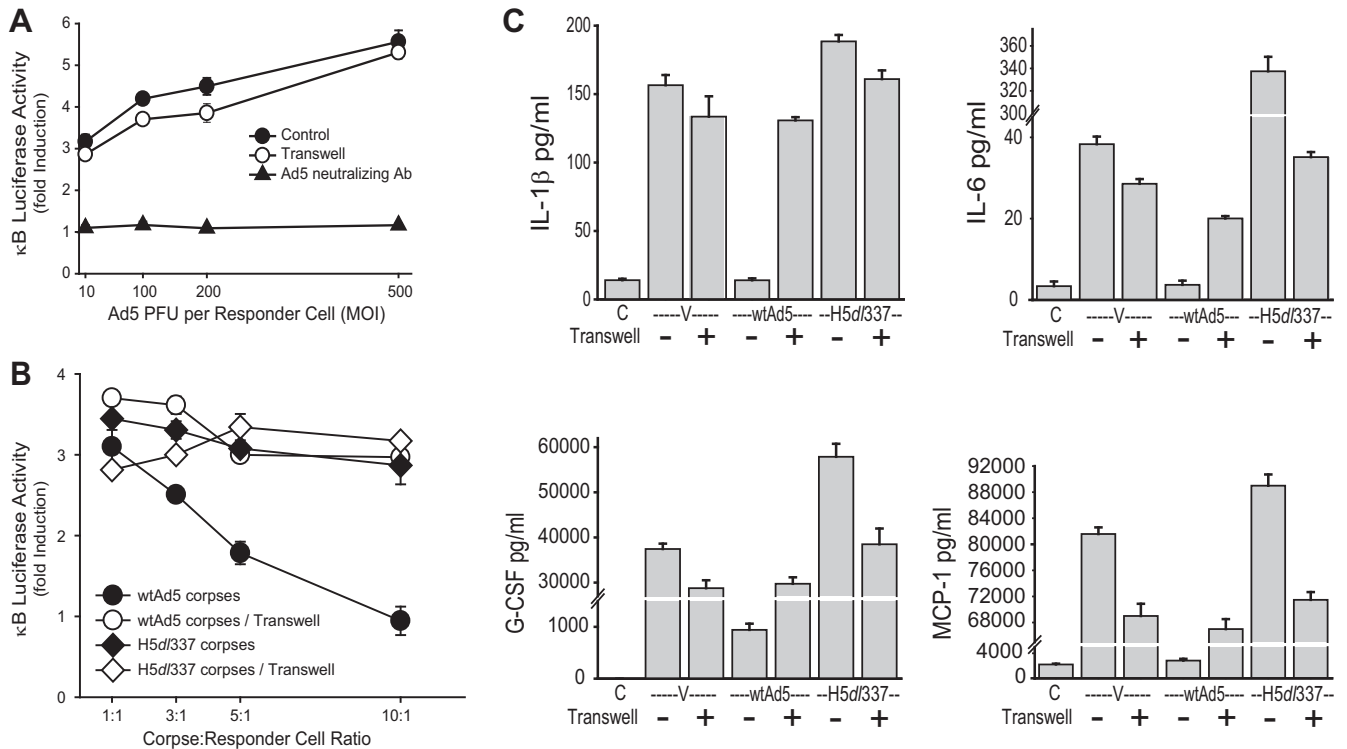 A
6
5
4
3
2
1
0
κB Luciferase Activity
(fold Induction)
Control
Transwell
Ad5 neutralizing Ab
10 100 200 500
Ad5 PFU per Responder Cell (MOI)
B
4
3
2
1
0
κB Luciferase Activity
(fold Induction)
wtAd5 corpses
wtAd5 corpses / Transwell
H5dl337 corpses
H5dl337 corpses / Transwell
1:1 3:1 5:1 10:1
Corpse:Responder Cell Ratio
C
200
150
100
50
0
IL-1β pg/ml
C -----V----- ----wtAd5---- --H5dl337--
Transwell - + - + - +
360
340
320
300
40
20
0
IL-6 pg/ml
C -----V----- ---wtAd5--- --H5dl337--
Transwell - + - + - +
60000
50000
40000
30000
1000
0
G-CSF pg/ml
C -----V----- ----wtAd5---- --H5dl337--
Transwell - + - + - +
92000
88000
84000
80000
76000
72000
68000
4000
0
MCP-1 pg/ml
C -----V----- ----wtAd5---- --H5dl337--
Transwell - + - + - +